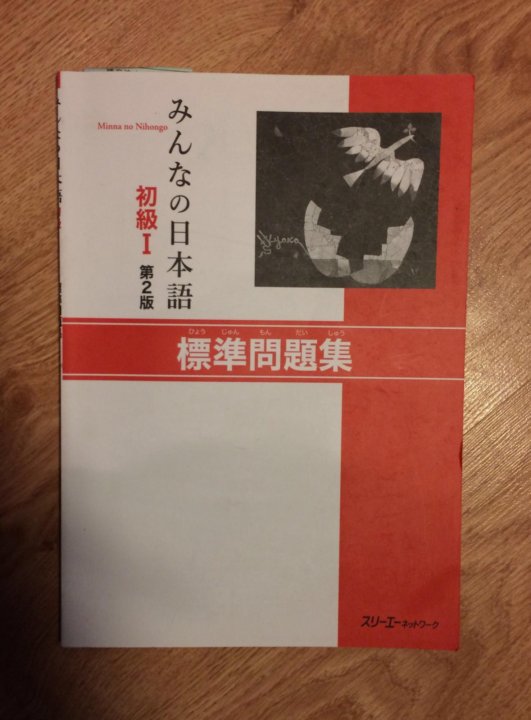 みんなの日本語
Minna no Nihongo
初級I
第2版
ひょう じゅん もん だい しゅう
標準問題集
スリーエーネットワーク